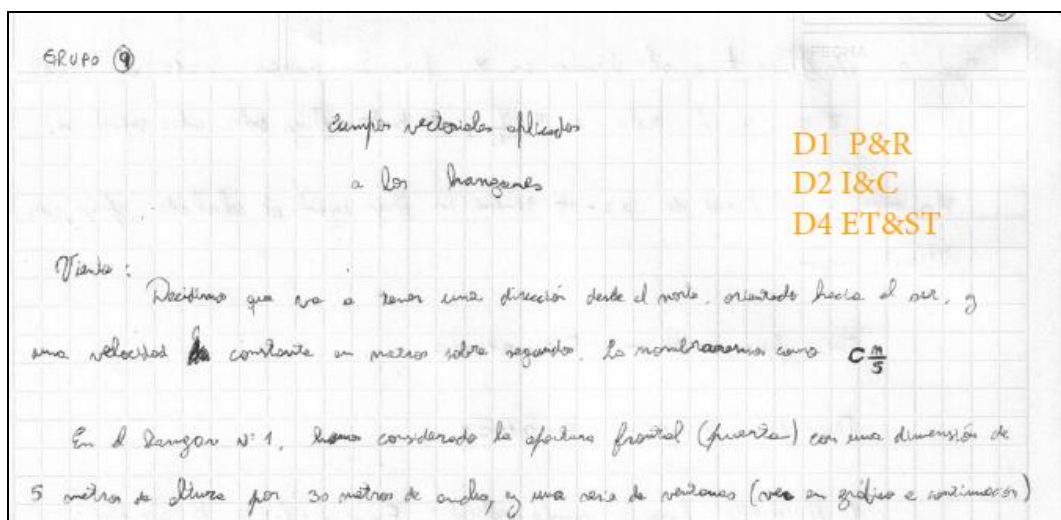 GRUPO 9
Campos vectoriales aplicados
a los hangares
D1 P&R
D2 I&C
D4 ET&ST
Viento:
Decidimos que va a tener una dirección desde el norte, orientado hacia el sur, y
una velocidad constante en metros sobre segundos. Lo nombraremos como C m/s
En el Hangar N° 1, hemos considerado la apertura frontal (puerta) con una dimensión de
5 metros de altura por 30 metros de ancho, y una serie de ventanas (ver en gráfico a continuación)